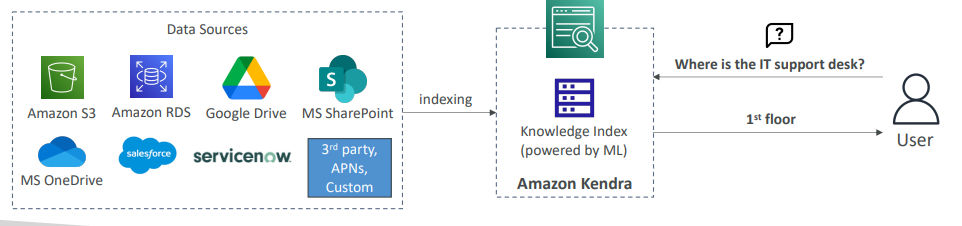 Data Sources
Amazon S3
Amazon RDS
Google Drive
MS SharePoint
S
MS OneDrive
salesforce
servicenow
3rd party,
APNs,
Custom
indexing
Knowledge Index
(powered by ML)
Amazon Kendra
?
Where is the IT support desk?
1st floor
User